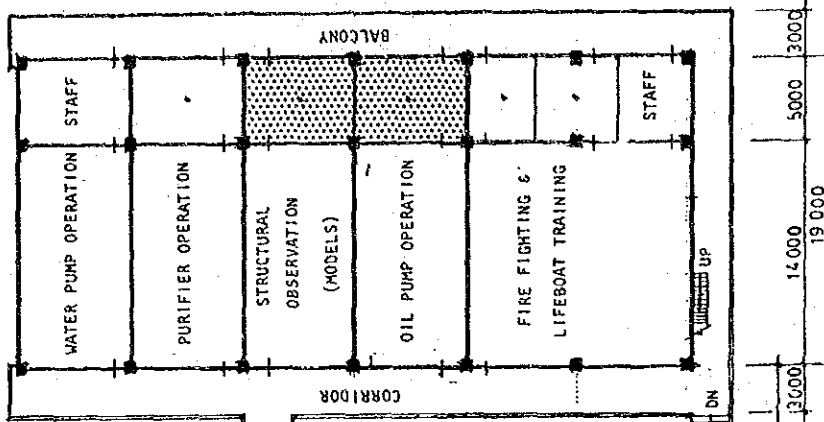 BALCONY
STAFF
STAFF
WATER PUMP OPERATION
PURIFIER OPERATION
STRUCTURAL
OBSERVATION
(MODELS)
OIL PUMP OPERATION
FIRE FIGHTING &
LIFEBOAT TRAINING
UP
CORRIDOR
DN
3000
5000
14000
19000
3000